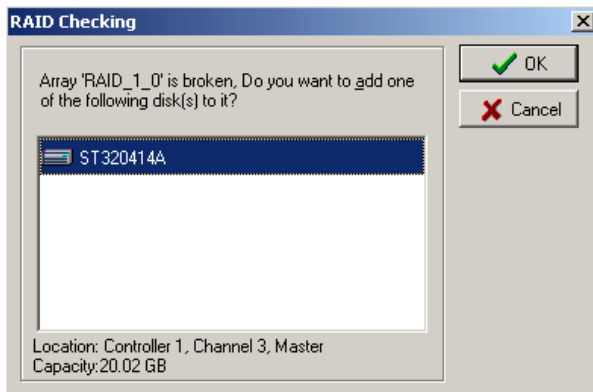 RAID Checking
Array 'RAID_1_0' is broken, Do you want to add one
of the following disk(s) to it?
OK
Cancel
ST320414A
Location: Controller 1, Channel 3, Master
Capacity:20.02 GB